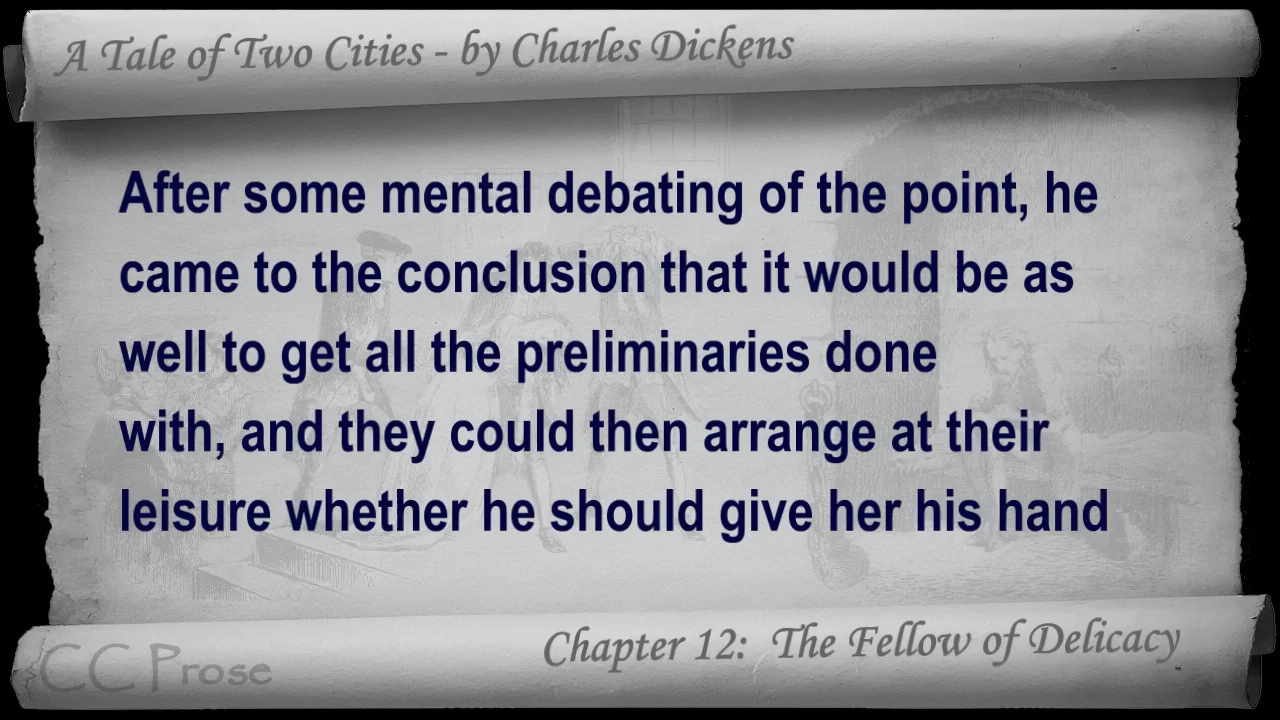 A Tale of Two Cities - by Charles Dickens
After some mental debating of the point, he
came to the conclusion that it would be as
well to get all the preliminaries done
with, and they could then arrange at their
leisure whether he should give her his hand
Chapter 12: The Fellow of Delicacy
CC Prose